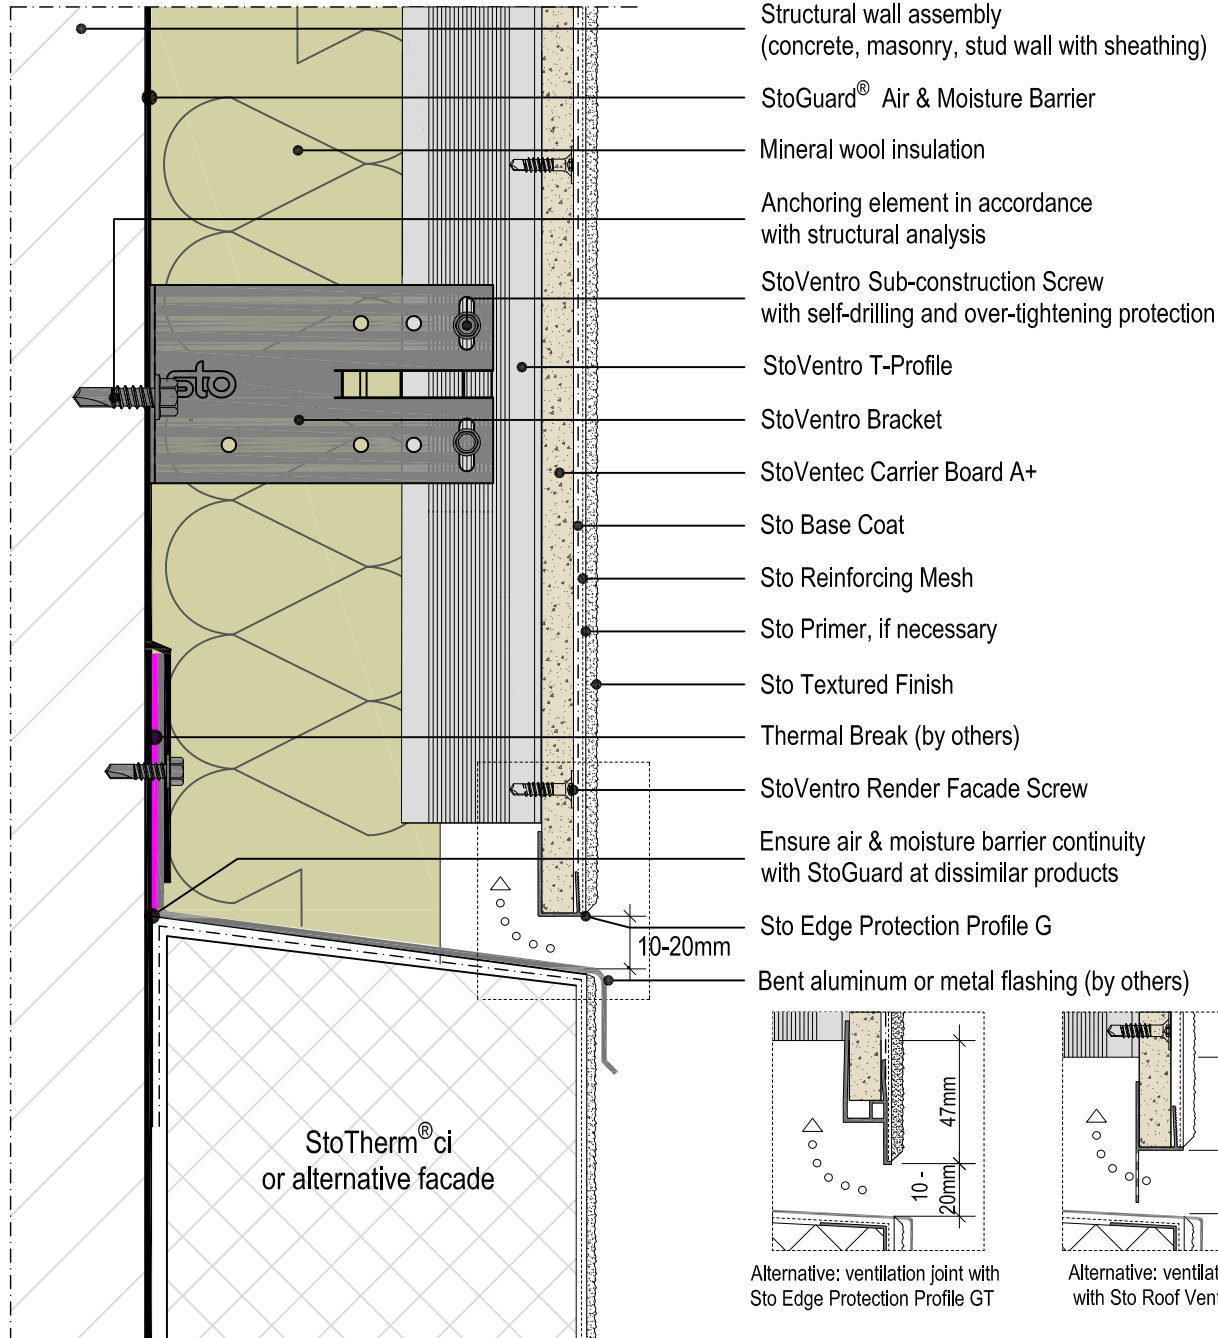 Structural wall assembly
(concrete, masonry, stud wall with sheathing)
StoGuard® Air & Moisture Barrier
Mineral wool insulation
Anchoring element in accordance
with structural analysis
StoVentro Sub-construction Screw
with self-drilling and over-tightening protection
StoVentro T-Profile
sto
StoVentro Bracket
StoVentec Carrier Board A+
Sto Base Coat
Sto Reinforcing Mesh
Sto Primer, if necessary
Sto Textured Finish
Thermal Break (by others)
StoVentro Render Facade Screw
Ensure air & moisture barrier continuity
with StoGuard at dissimilar products
Sto Edge Protection Profile G
10-20mm
Bent aluminum or metal flashing (by others)
StoTherm®ci
or alternative facade
47mm
10 -
20mm
Alternative: ventilation joint with
Sto Edge Protection Profile GT
Alternative:
with Sto Roof